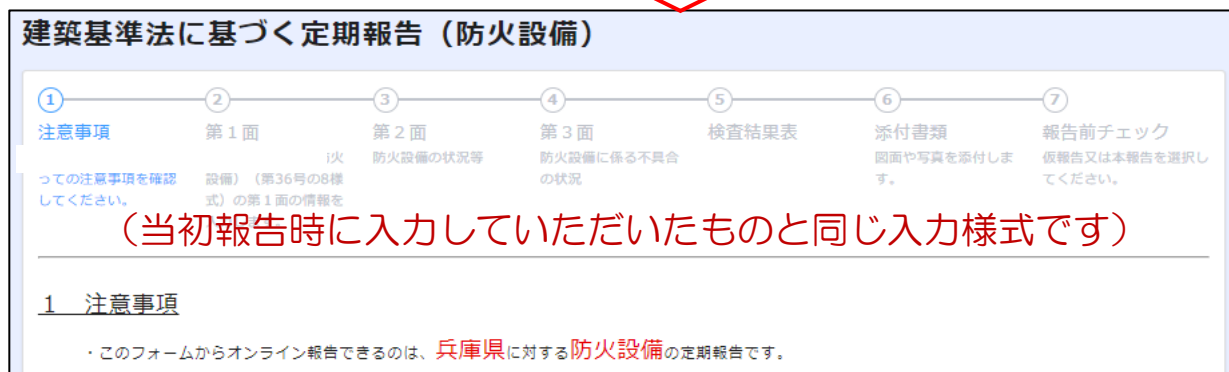 建築基準法に基づく定期報告（防火設備）
① ② ③ ④ ⑤ ⑥ ⑦
注意事項 第１面 第２面 第３面 検査結果表 添付書類 報告前チェック
火 防火設備の状況等 防火設備に係る不具合 図面や写真を添付しま 仮報告又は本報告を選択し
っての注意事項を確認 設備）（第36号の8様 の状況 す。 てください。
してください。 式）の第１面の情報を
（当初報告時に入力していただいたものと同じ入力様式です）
1 注意事項
・このフォームからオンライン報告できるのは、兵庫県に対する防火設備の定期報告です。